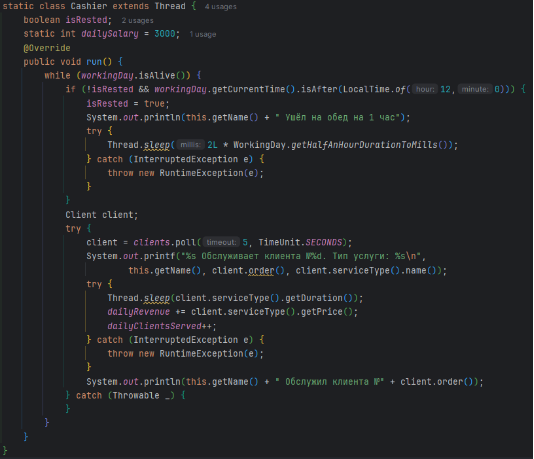 static class Cashier extends Thread { 4 usages
boolean isRested; 2 usages
static int dailySalary = 3000; 1 usage
@Override
public void run() {
while (workingDay.isAlive()) {
if (!isRested && workingDay.getCurrentTime().isAfter(LocalTime.of( hour: 12, minute: 0))) {
isRested = true;
System.out.println(this.getName() + " Ушёл на обед на 1 час");
try {
Thread.sleep( millis: 2L * WorkingDay.getHalfAnHourDurationToMills());
} catch (InterruptedException e) {
throw new RuntimeException(e);
}
}
Client client;
try {
client = clients.poll( timeout: 5, TimeUnit.SECONDS);
System.out.printf("%s Обслуживает клиента №%d. Тип услуги: %s\n",
this.getName(), client.order(), client.serviceType().name());
try {
Thread.sleep(client.serviceType().getDuration());
dailyRevenue += client.serviceType().getPrice();
dailyClientsServed++;
} catch (InterruptedException e) {
throw new RuntimeException(e);
}
System.out.println(this.getName() + " Обслужил клиента №" + client.order());
} catch (Throwable _) {
}
}
}
}